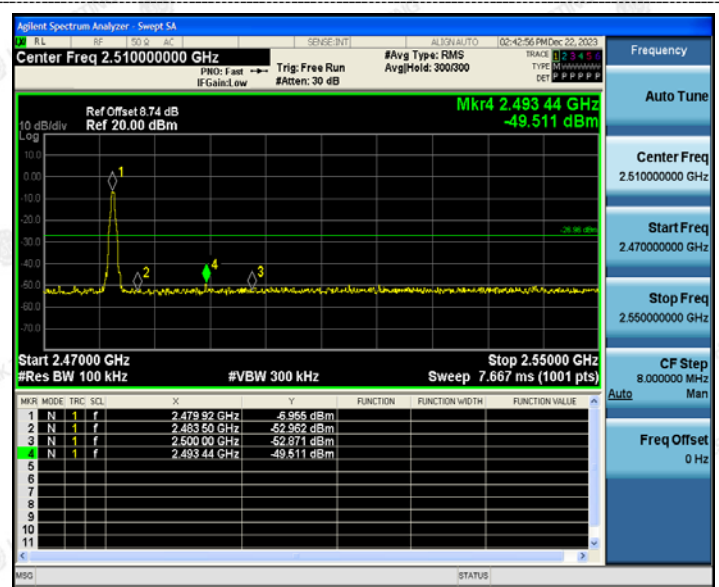 Agilent Spectrum Analyzer - Swept SA
RL RF 50 Ω AC SENSE:INT ALIGNAUTO 02:42:56 PM Dec 22, 2023
Center Freq 2.510000000 GHz
PNO: Fast
IFGain:Low
Trig: Free Run
#Atten: 30 dB
#Avg Type: RMS
Avg|Hold: 300/300
TRACE 1 2 3 4 5 6
TYPE M
DET P P P P P P
Frequency
Auto Tune
Center Freq
2.510000000 GHz
Start Freq
2.470000000 GHz
Stop Freq
2.550000000 GHz
CF Step
8.000000 MHz
Auto Man
Freq Offset
0 Hz
Mkr4 2.493 44 GHz
-49.511 dBm
Ref Offset 8.74 dB
10 dB/div Ref 20.00 dBm
Log
10.0
0.00
-10.0
-20.0
-30.0
-40.0
-50.0
-60.0
-70.0
1
2
4
3
-26.96 dBm
Start 2.47000 GHz Stop 2.55000 GHz
#Res BW 100 kHz #VBW 300 kHz Sweep 7.667 ms (1001 pts)
MKR MODE TRC SCL X Y FUNCTION FUNCTION WIDTH FUNCTION VALUE
1 N 1 f 2.479 92 GHz -6.955 dBm
2 N 1 f 2.483 50 GHz -52.962 dBm
3 N 1 f 2.500 00 GHz -52.871 dBm
4 N 1 f 2.493 44 GHz -49.511 dBm
5
6
7
8
9
10
11
MSG STATUS